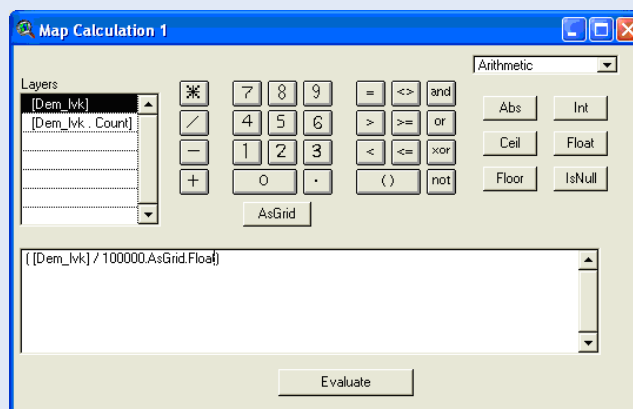 Map Calculation 1
Arithmetic
Layers
[Dem_lvk]
[Dem_lvk . Count]
7 8 9 = <> and
/ 4 5 6 > >= or
- 1 2 3 < <= xor
+ 0 . ( ) not
Abs Int
Ceil Float
Floor IsNull
AsGrid
( [Dem_lvk] / 100000.AsGrid.Float)
Evaluate